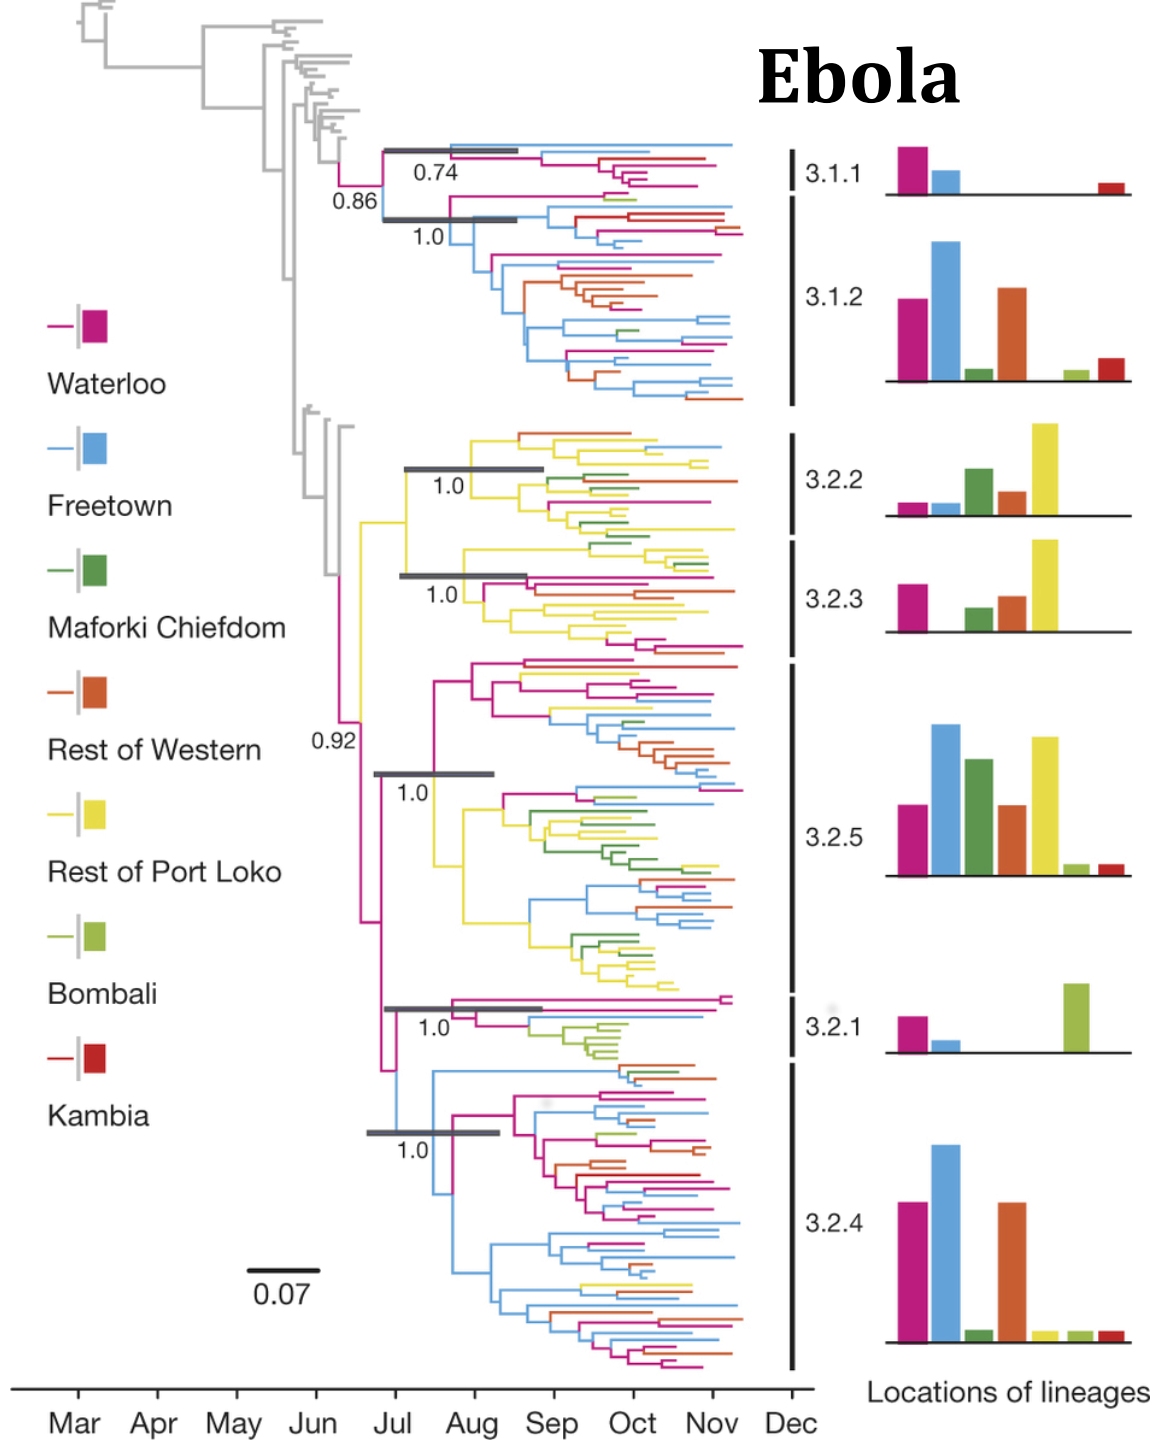 Ebola
3.1.1
0.74
0.86
1.0
3.1.2
Waterloo
Freetown
Maforki Chiefdom
Rest of Western
Rest of Port Loko
Bombali
Kambia
1.0
3.2.2
1.0
3.2.3
0.92
1.0
3.2.5
1.0
3.2.1
1.0
3.2.4
0.07
Locations of lineages
Mar Apr May Jun Jul Aug Sep Oct Nov Dec